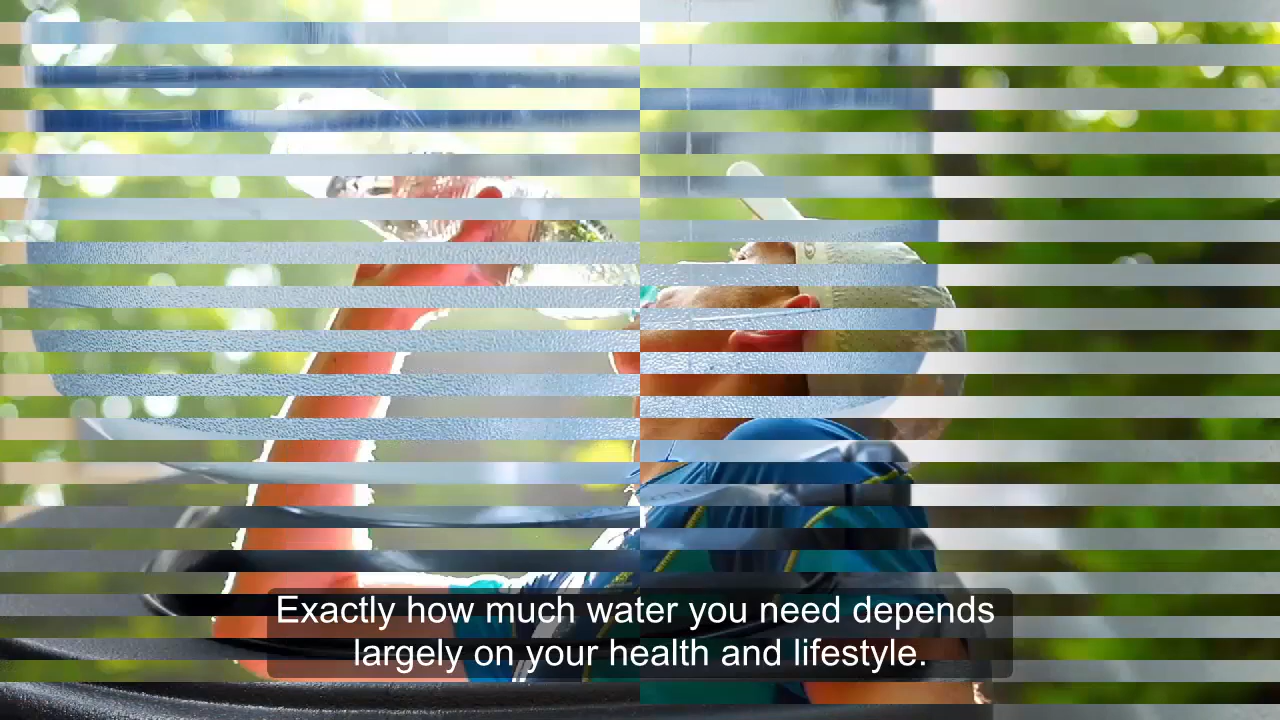 Exactly how much water you need depends
largely on your health and lifestyle.